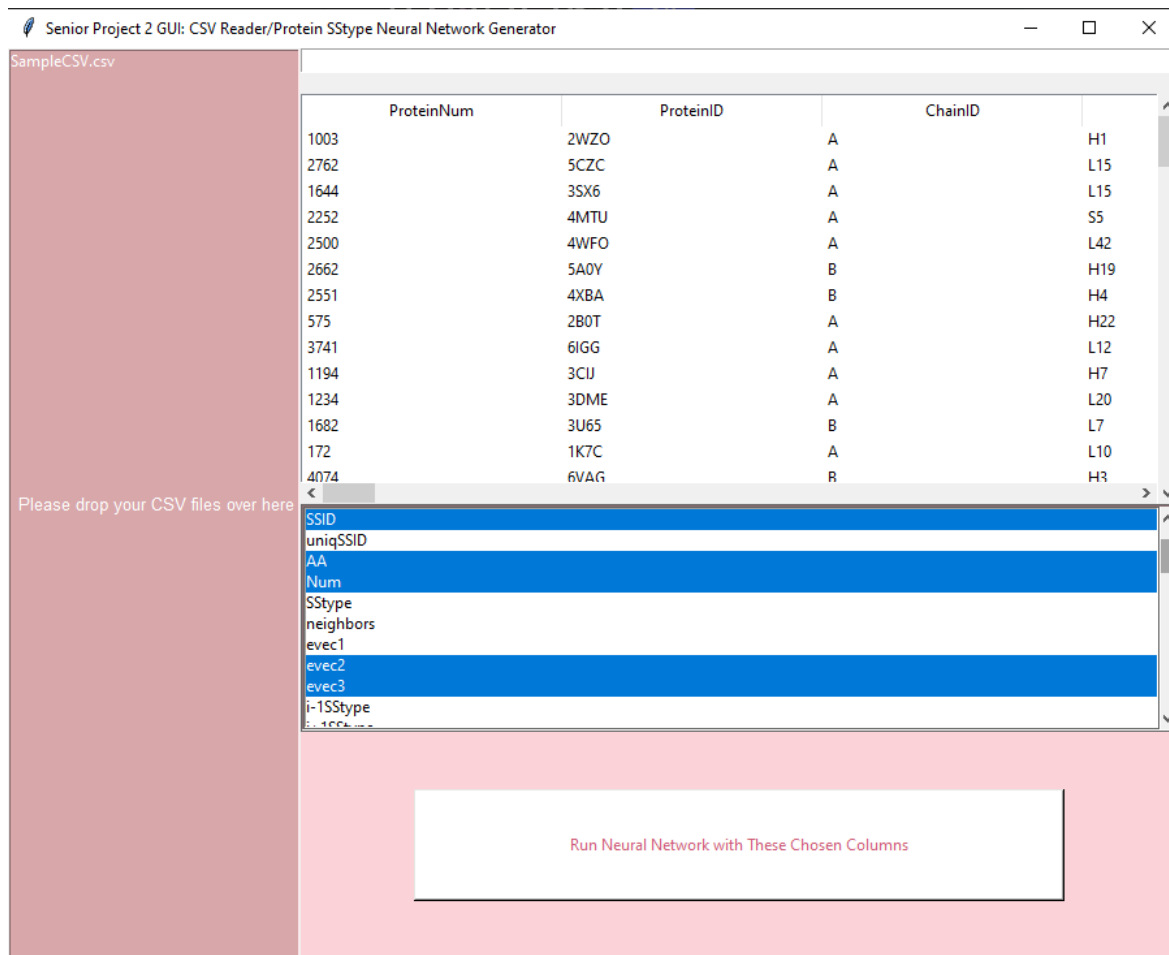 Senior Project 2 GUI: CSV Reader/Protein SStype Neural Network Generator
SampleCSV.csv
ProteinNum ProteinID ChainID
1003 2WZO A H1
2762 5CZC A L15
1644 3SX6 A L15
2252 4MTU A S5
2500 4WFO A L42
2662 5A0Y B H19
2551 4XBA B H4
575 2B0T A H22
3741 6IGG A L12
1194 3CIJ A H7
1234 3DME A L20
1682 3U65 B L7
172 1K7C A L10
4074 6VAG B H3
Please drop your CSV files over here
SSID
uniqSSID
AA
Num
SStype
neighbors
evec1
evec2
evec3
i-1SStype
Run Neural Network with These Chosen Columns